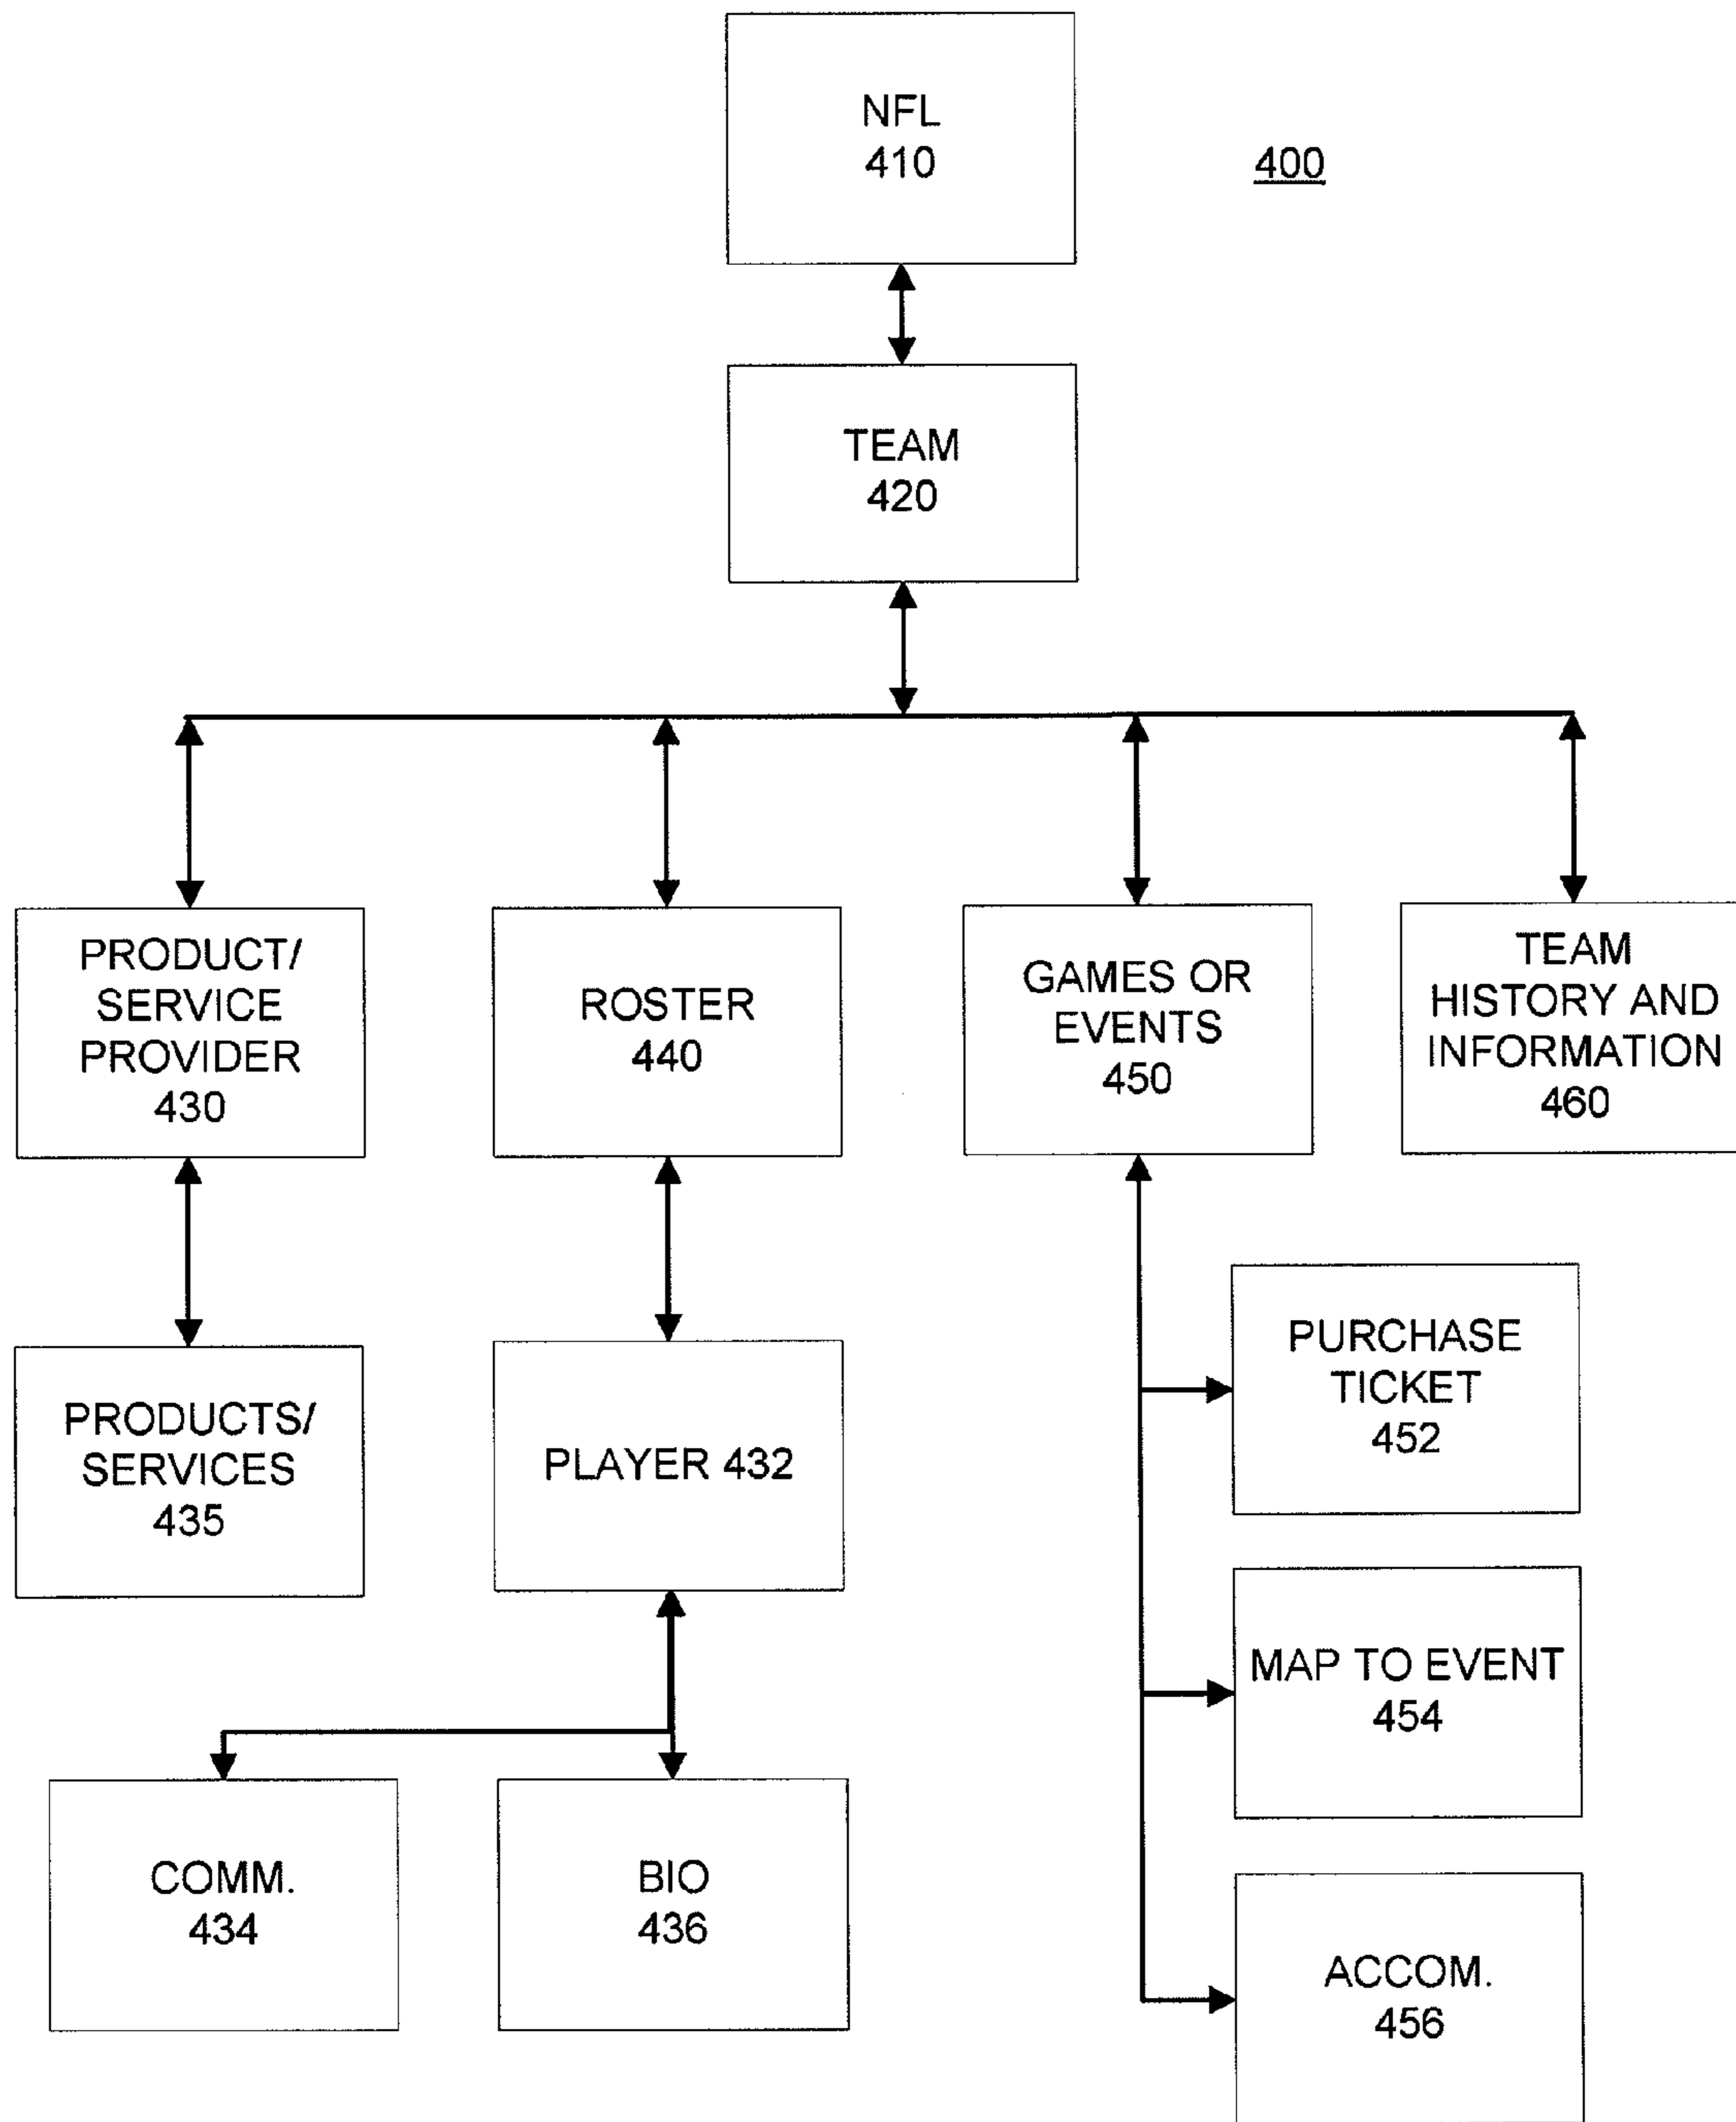 NFL
410
400
TEAM
420
PRODUCT/
SERVICE
PROVIDER
430
ROSTER
440
GAMES OR
EVENTS
450
TEAM
HISTORY AND
INFORMATION
460
PRODUCTS/
SERVICES
435
PLAYER 432
PURCHASE
TICKET
452
MAP TO EVENT
454
COMM.
434
BIO
436
ACCOM.
456